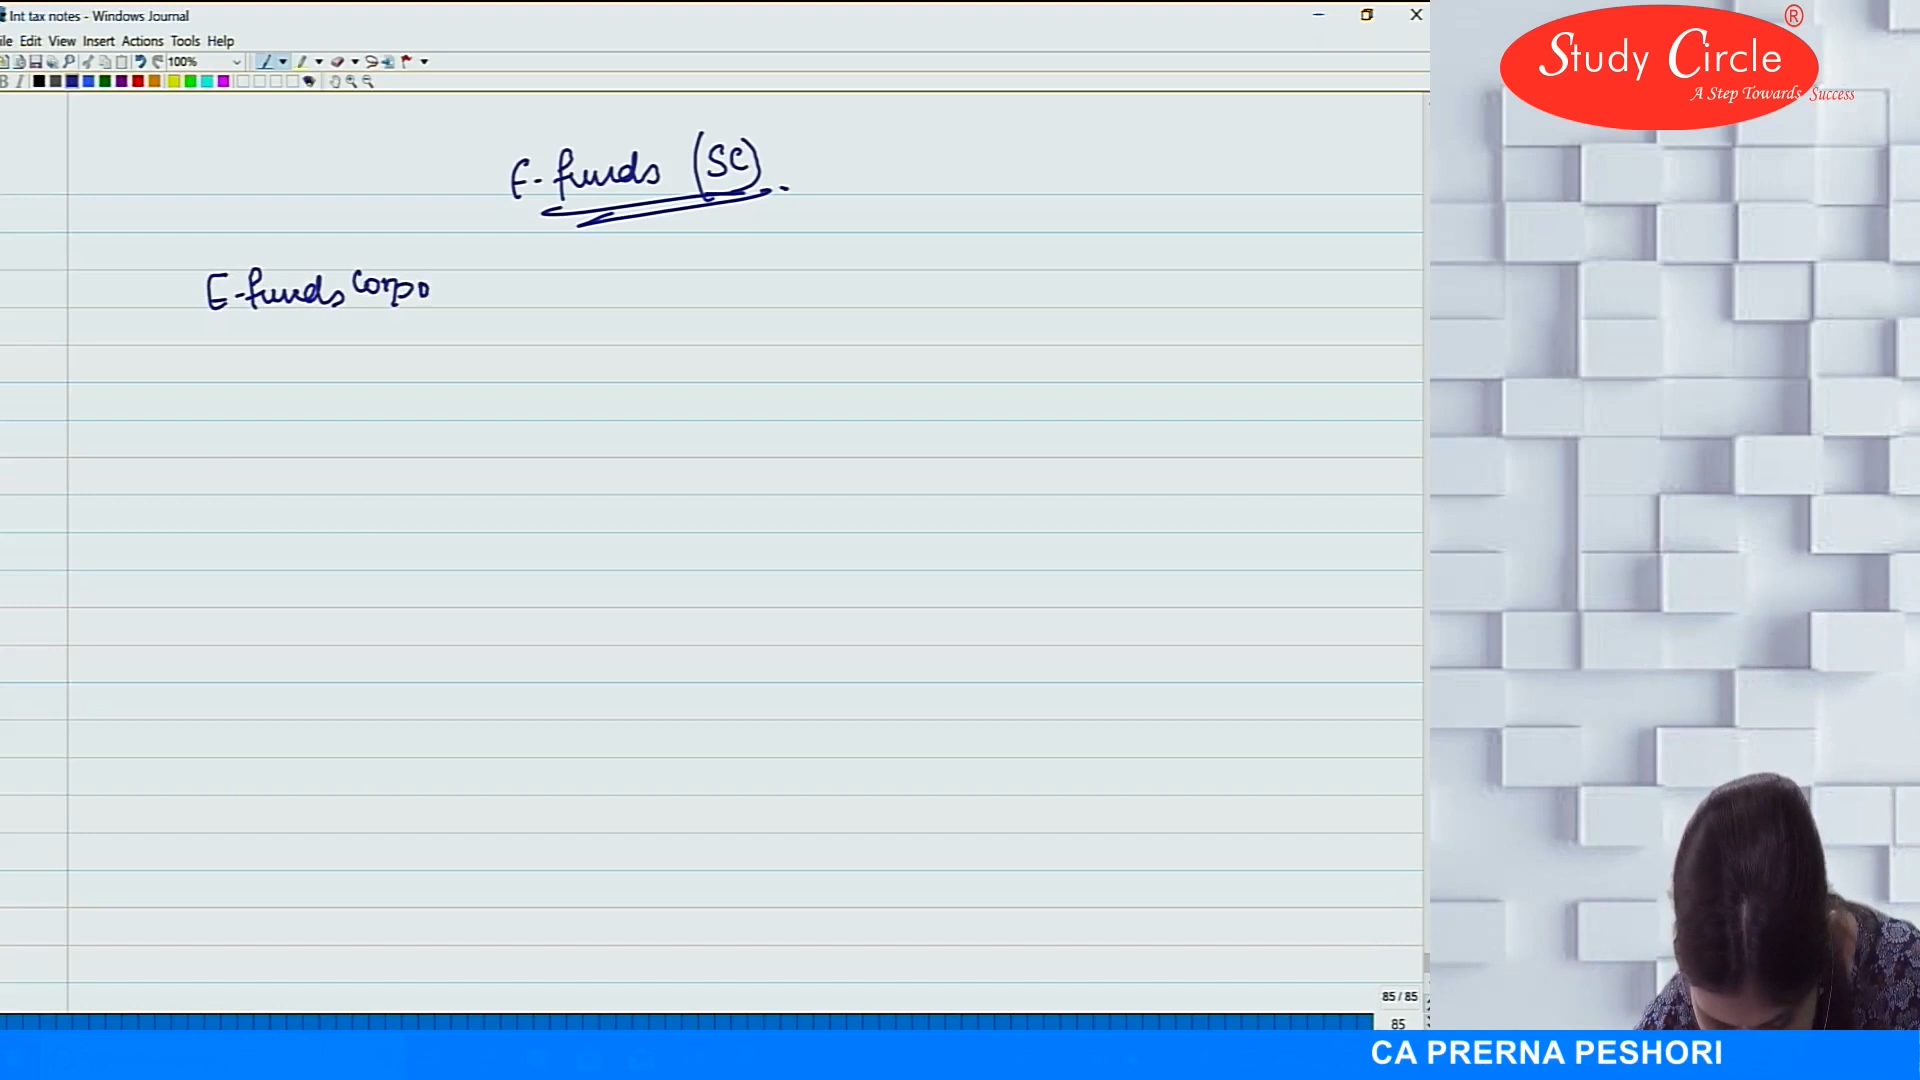 Int tax notes - Windows Journal
ile Edit View Insert Actions Tools Help
100%
B I
E-funds (SC).
E-funds Corpo
85 / 85
85
Study Circle ®
A Step Towards Success
CA PRERNA PESHORI